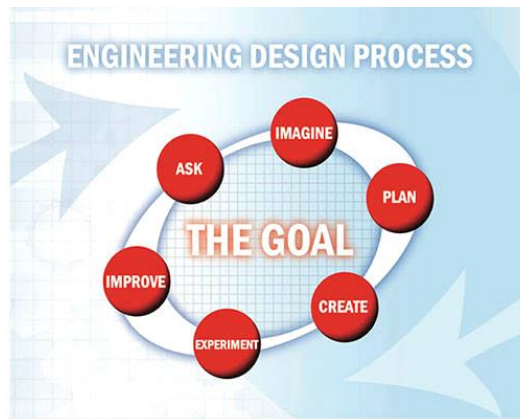 ENGINEERING DESIGN PROCESS
IMAGINE
ASK
PLAN
THE GOAL
IMPROVE
CREATE
EXPERIMENT